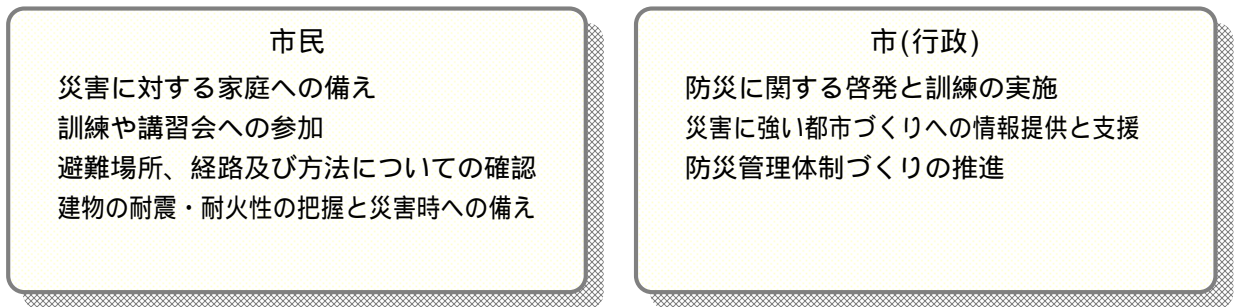 市民
災害に対する家庭への備え
訓練や講習会への参加
避難場所、経路及び方法についての確認
建物の耐震・耐火性の把握と災害時への備え
市(行政)
防災に関する啓発と訓練の実施
災害に強い都市づくりへの情報提供と支援
防災管理体制づくりの推進